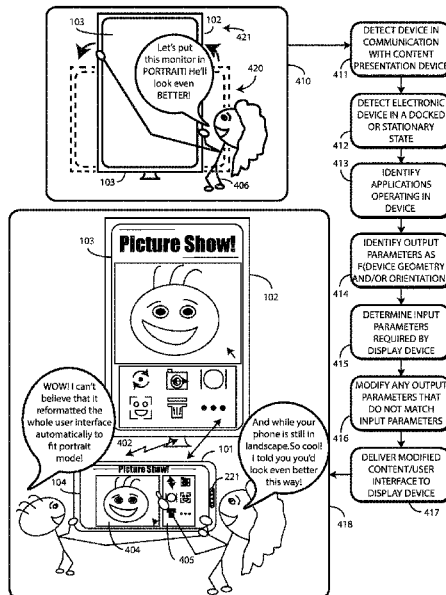 103
102
421
Let's put
this monitor in
PORTRAIT! He'll
look even
BETTER!
420
410
103
406
DETECT DEVICE IN
COMMUNICATION
WITH CONTENT
PRESENTATION DEVICE
411
DETECT ELECTRONIC
DEVICE IN A DOCKED
OR STATIONARY
STATE
412
413
IDENTIFY
APPLICATIONS
OPERATING IN
DEVICE
IDENTIFY OUTPUT
PARAMETERS AS
F(DEVICE GEOMETRY
AND/OR ORIENTATION
414
DETERMINE INPUT
PARAMETERS
REQUIRED BY
DISPLAY DEVICE
415
MODIFY ANY OUTPUT
PARAMETERS THAT
DO NOT MATCH
INPUT PARAMETERS
416
DELIVER MODIFIED
CONTENT/USER
INTERFACE TO
DISPLAY DEVICE
417
418
103
Picture Show!
102
WOW! I can't
believe that it
reformatted the
whole user interface
automatically to
fit portrait
mode!
402
And while your
phone is still in
landscape.So cool!
I told you you'd
look even better
this way!
101
104
Picture Show!
221
404
405